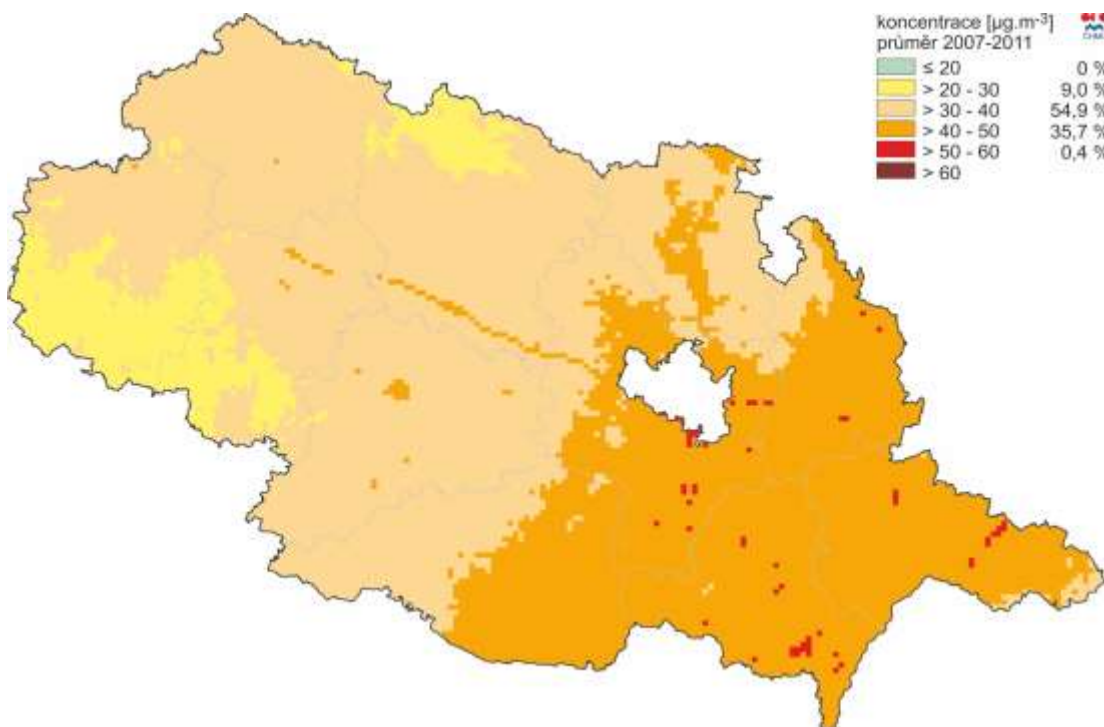 koncentrace [µg.m-3]
průměr 2007-2011
≤ 20 0 %
> 20 - 30 9,0 %
> 30 - 40 54,9 %
> 40 - 50 35,7 %
> 50 - 60 0,4 %
> 60